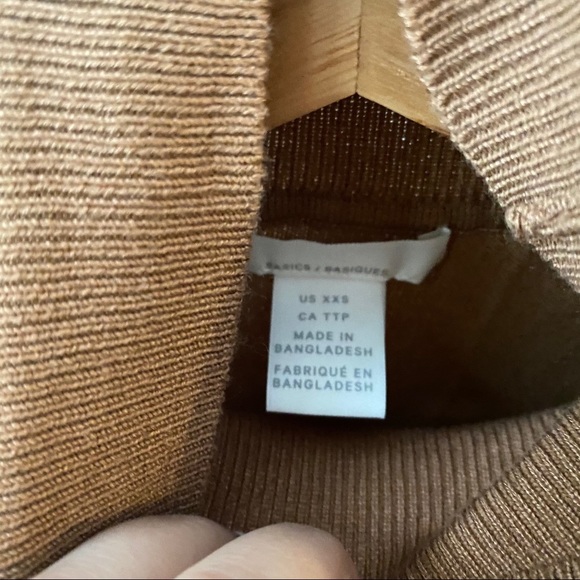 BASICS / BASIQUES
US XXS
CA TTP
MADE IN
BANGLADESH
FABRIQUÉ EN
BANGLADESH